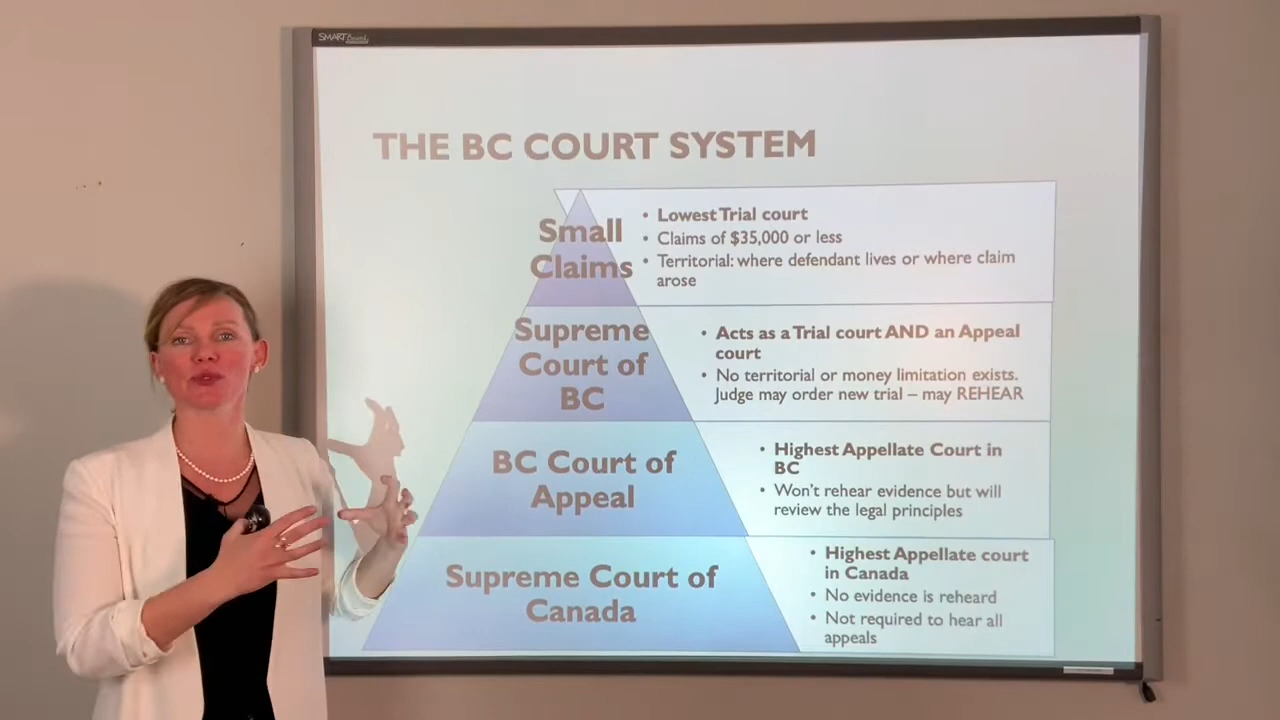 SMART Board
THE BC COURT SYSTEM
Small
Claims
• Lowest Trial court
• Claims of $35,000 or less
• Territorial: where defendant lives or where claim
arose
Supreme
Court of
BC
• Acts as a Trial court AND an Appeal
court
• No territorial or money limitation exists.
Judge may order new trial – may REHEAR
BC Court of
Appeal
• Highest Appellate Court in
BC
• Won't rehear evidence but will
review the legal principles
Supreme Court of
Canada
• Highest Appellate court
in Canada
• No evidence is reheard
• Not required to hear all
appeals